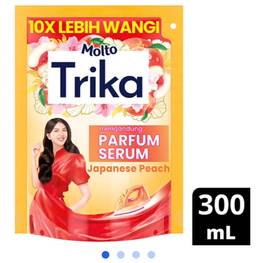 10X LEBIH WANGI
Molto
Trika
mengandung
PARFUM
SERUM
Japanese Peach
300
mL